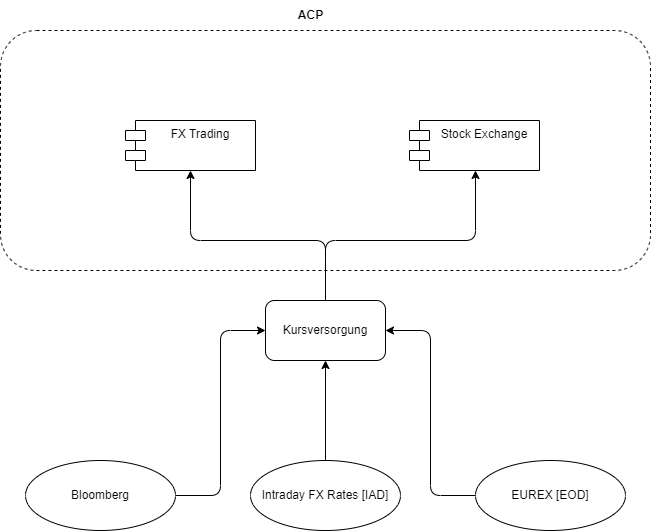 ACP
FX Trading
Stock Exchange
Kursversorgung
Bloomberg
Intraday FX Rates [IAD]
EUREX [EOD]